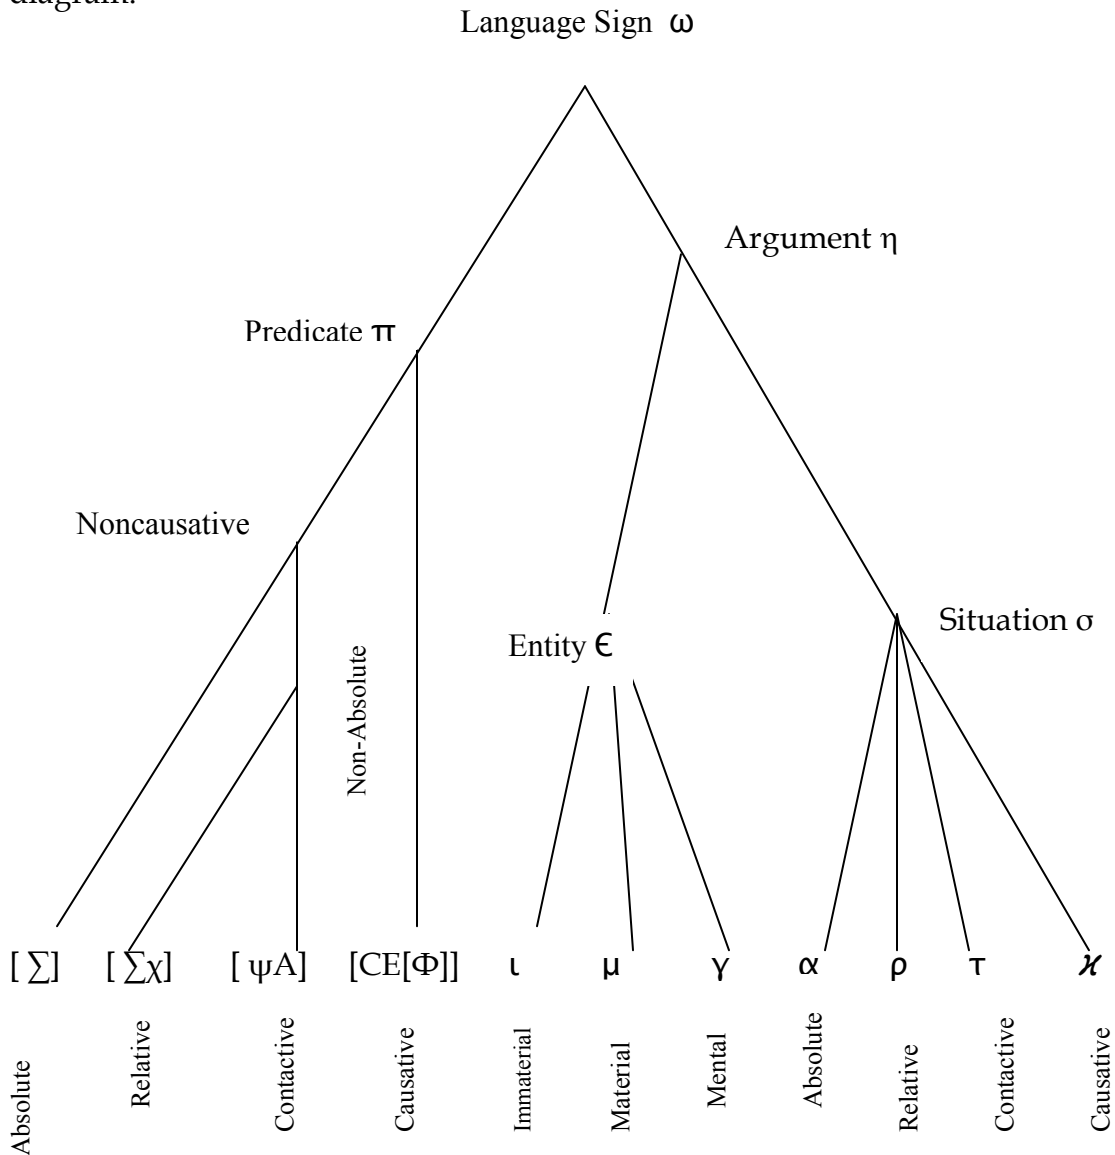 diagram.
Language Sign ω
Argument η
Predicate π
Noncausative
Situation σ
Entity ϵ
Non-Absolute
[ ∑] [ ∑χ] [ ψA] [CE[Φ]] ι μ γ α ρ τ ϰ
Absolute
Relative
Contactive
Causative
Immaterial
Material
Mental
Absolute
Relative
Contactive
Causative